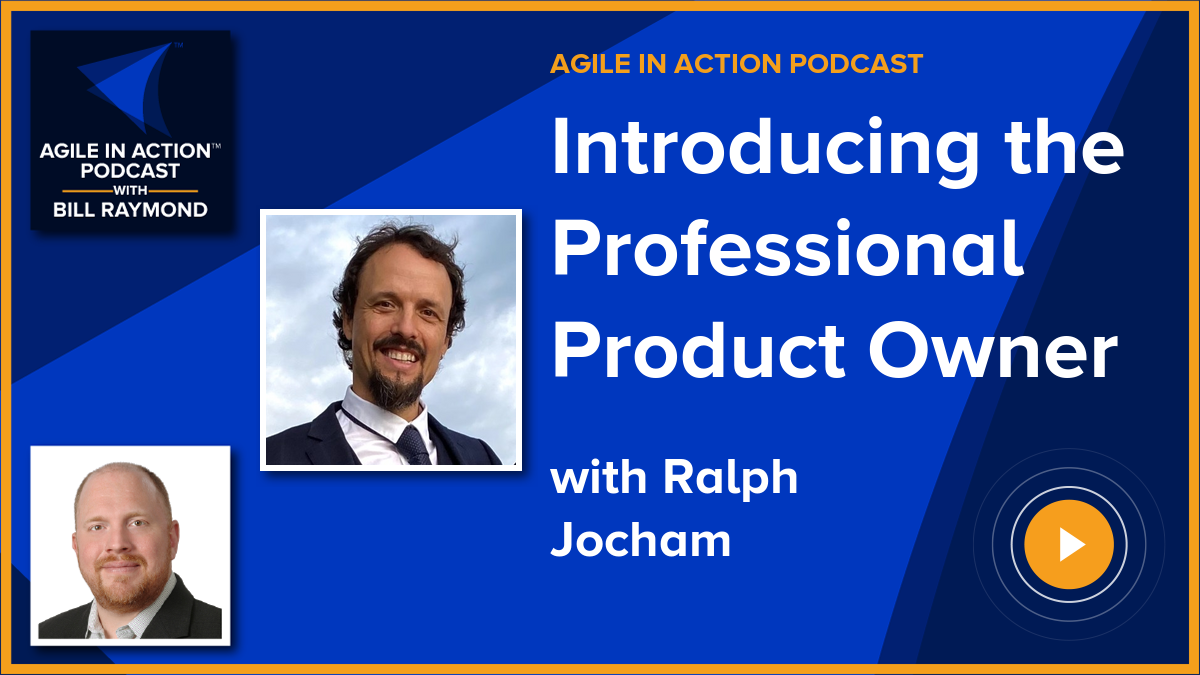 ™
AGILE IN ACTION™
PODCAST
WITH
BILL RAYMOND
AGILE IN ACTION PODCAST
Introducing the
Professional
Product Owner
with Ralph
Jocham